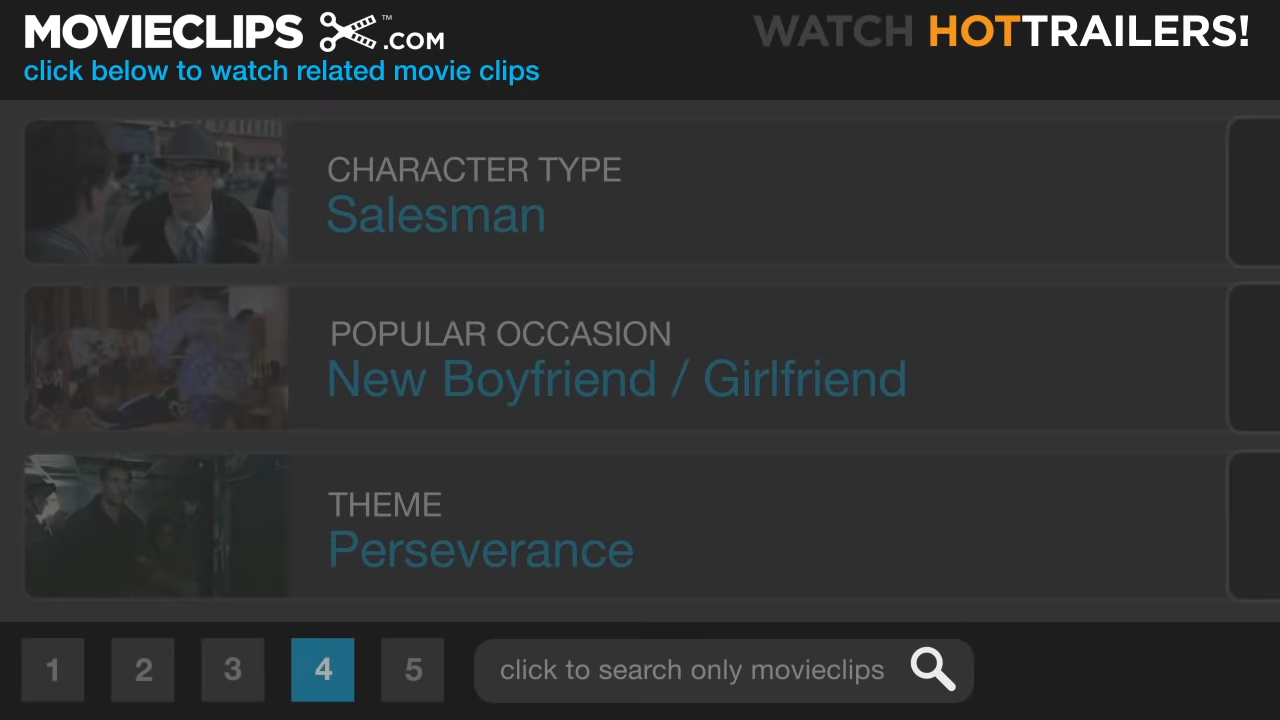 MOVIECLIPS ™ .COM
WATCH HOTTRAILERS!
click below to watch related movie clips
CHARACTER TYPE
Salesman
POPULAR OCCASION
New Boyfriend / Girlfriend
THEME
Perseverance
1 2 3 4 5 click to search only movieclips